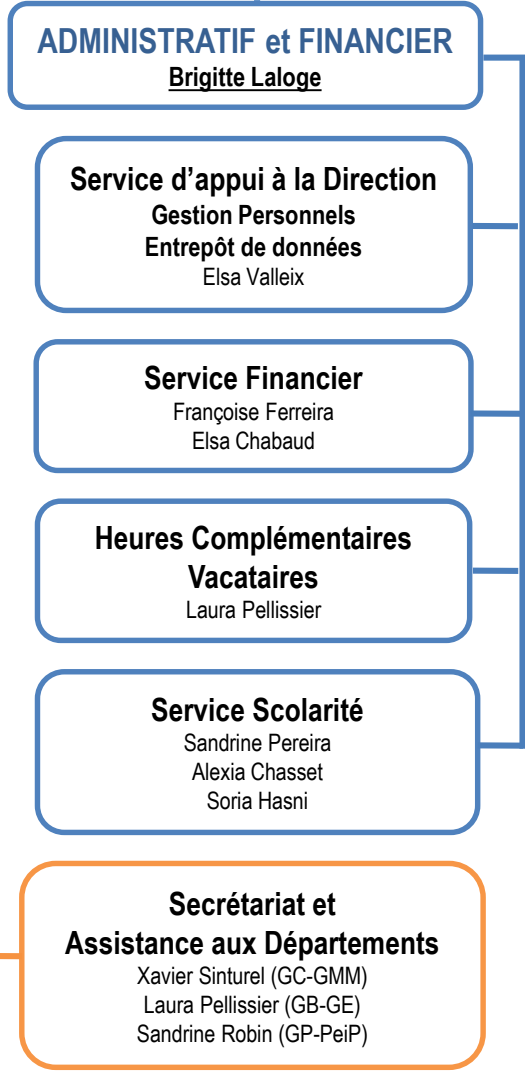 ADMINISTRATIF et FINANCIER
Brigitte Laloge
Service d'appui à la Direction
Gestion Personnels
Entrepôt de données
Elsa Valleix
Service Financier
Françoise Ferreira
Elsa Chabaud
Heures Complémentaires
Vacataires
Laura Pellissier
Service Scolarité
Sandrine Pereira
Alexia Chasset
Soria Hasni
Secrétariat et
Assistance aux Départements
Xavier Sinturel (GC-GMM)
Laura Pellissier (GB-GE)
Sandrine Robin (GP-PeiP)